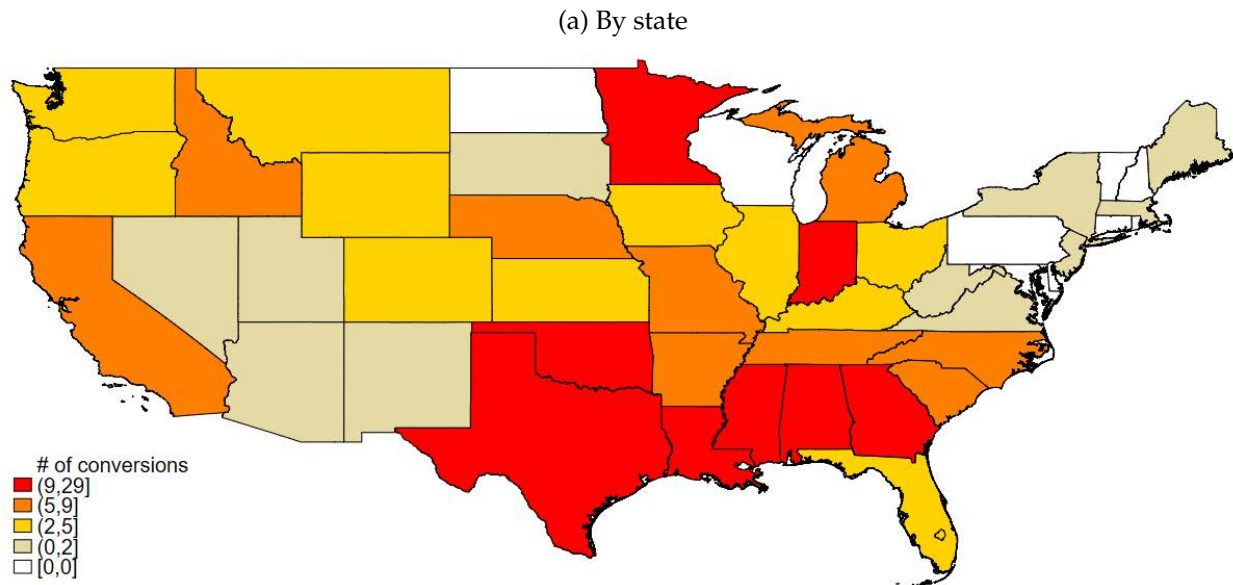 (a) By state
# of conversions
(9,29]
(5,9]
(2,5]
(0,2]
[0,0]